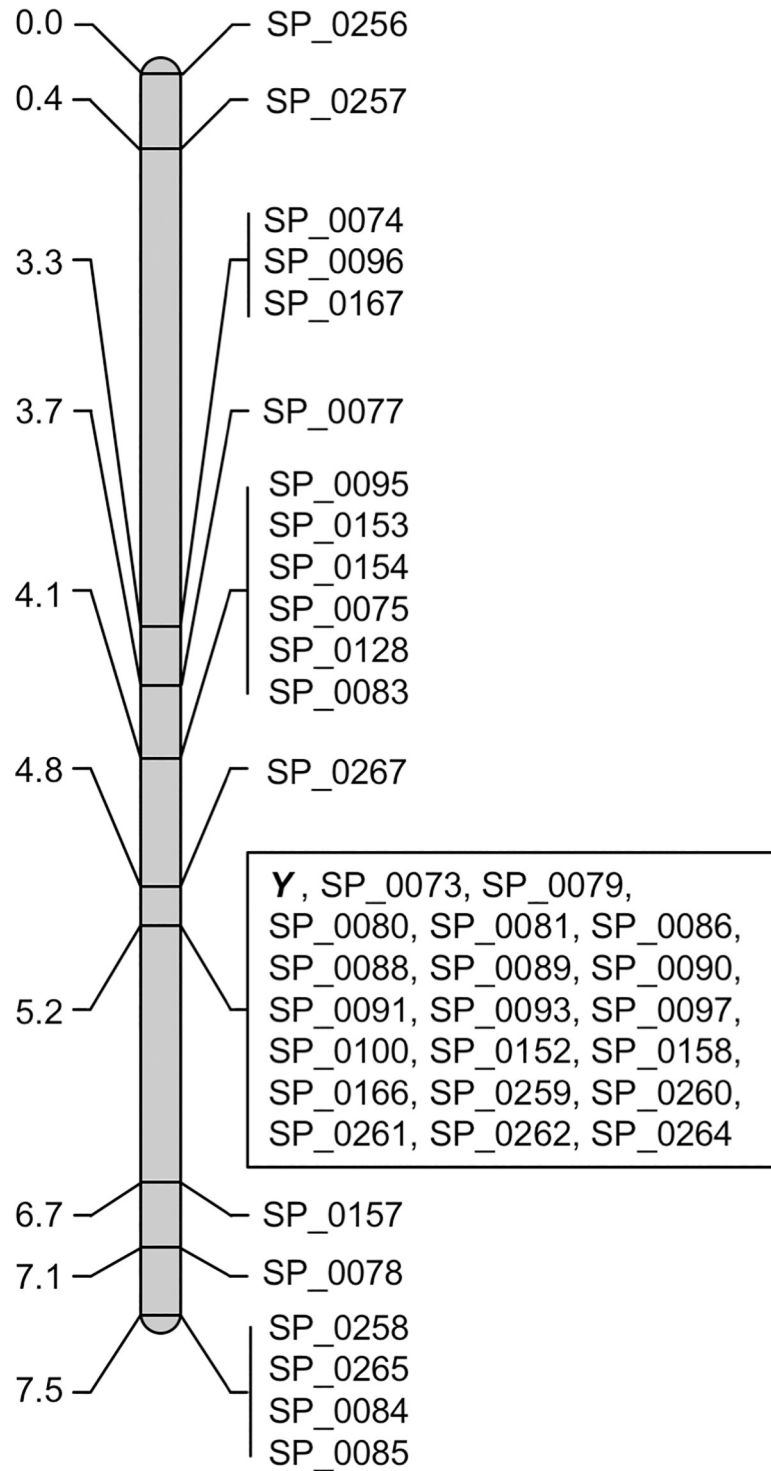 0.0 SP_0256
0.4 SP_0257
SP_0074
3.3 SP_0096
SP_0167
3.7 SP_0077
SP_0095
SP_0153
SP_0154
4.1 SP_0075
SP_0128
SP_0083
4.8 SP_0267
Y , SP_0073, SP_0079,
SP_0080, SP_0081, SP_0086,
SP_0088, SP_0089, SP_0090,
5.2 SP_0091, SP_0093, SP_0097,
SP_0100, SP_0152, SP_0158,
SP_0166, SP_0259, SP_0260,
SP_0261, SP_0262, SP_0264
6.7 SP_0157
7.1 SP_0078
SP_0258
SP_0265
7.5 SP_0084
SP_0085